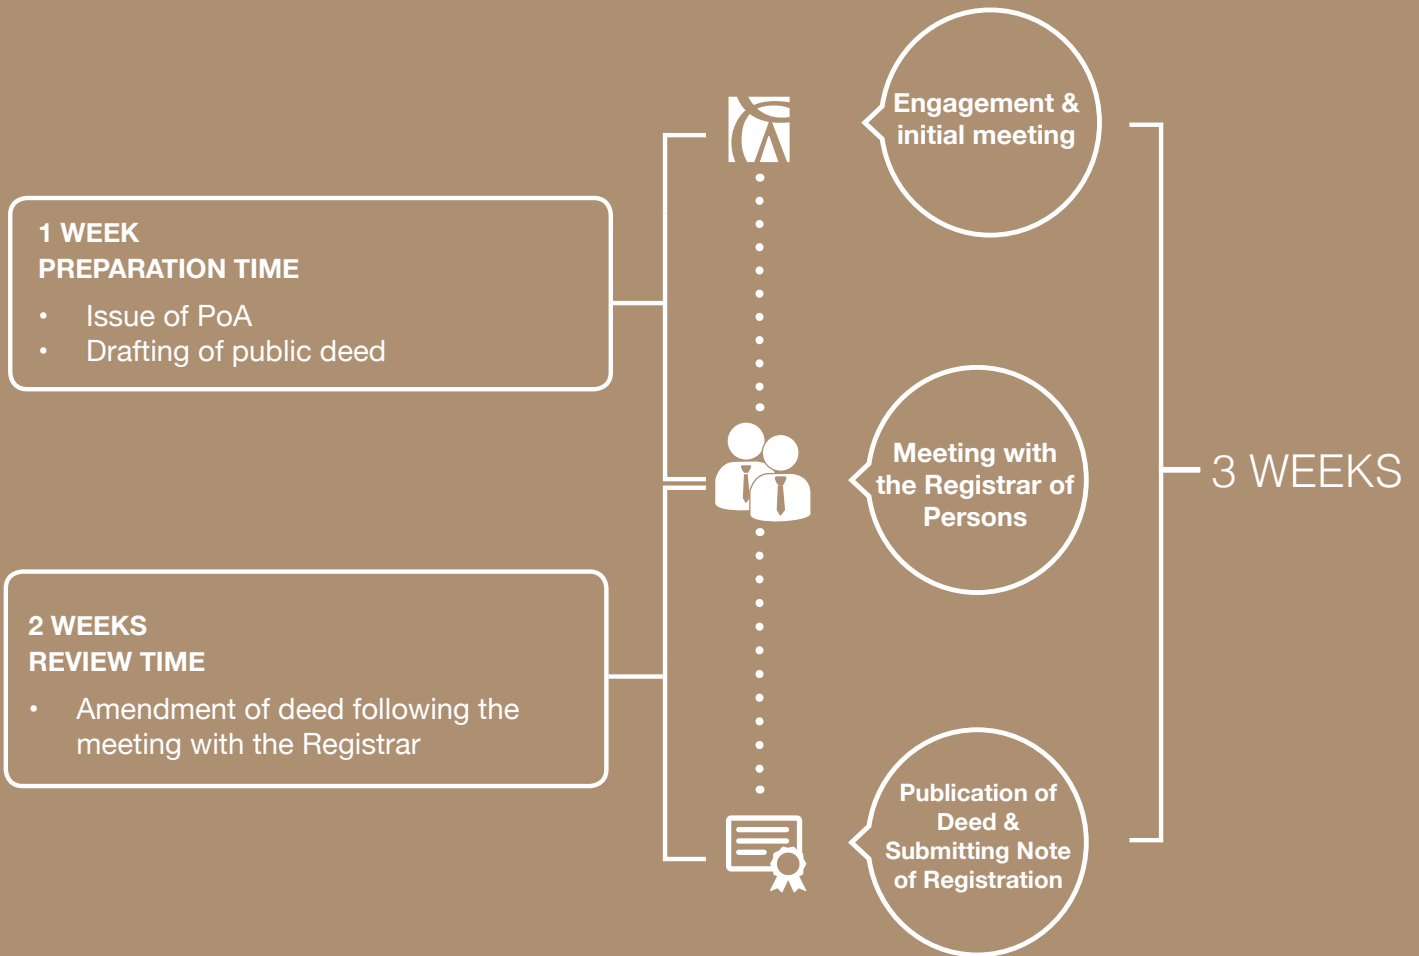 Engagement &
initial meeting
1 WEEK
PREPARATION TIME
• Issue of PoA
• Drafting of public deed
Meeting with
the Registrar of
Persons
3 WEEKS
2 WEEKS
REVIEW TIME
• Amendment of deed following the
meeting with the Registrar
Publication of
Deed &
Submitting Note
of Registration